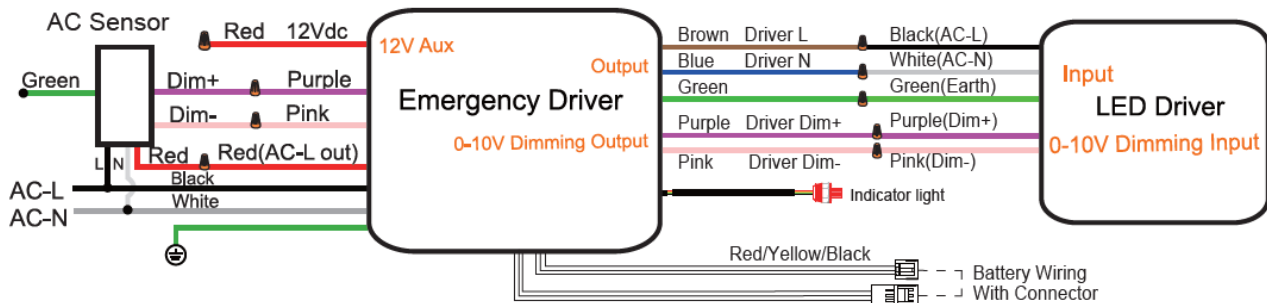 AC Sensor
Green
Red 12Vdc
Dim+ Purple
Dim- Pink
L N
Red Red(AC-L out)
AC-L Black
AC-N White
12V Aux
Output
Emergency Driver
0-10V Dimming Output
Brown Driver L Black(AC-L)
Blue Driver N White(AC-N)
Green Green(Earth)
Purple Driver Dim+ Purple(Dim+)
Pink Driver Dim- Pink(Dim-)
Indicator light
Input
LED Driver
0-10V Dimming Input
Red/Yellow/Black
Battery Wiring
With Connector